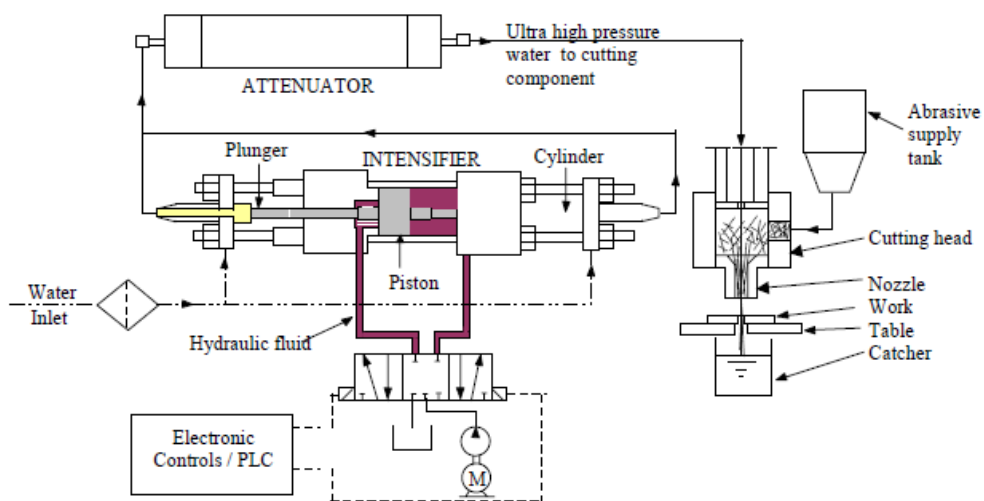 Ultra high pressure
water to cutting
component
ATTENUATOR
Abrasive
supply
tank
Plunger
INTENSIFIER
Cylinder
Cutting head
Piston
Nozzle
Water
Inlet
Work
Table
Hydraulic fluid
Catcher
Electronic
Controls / PLC
M